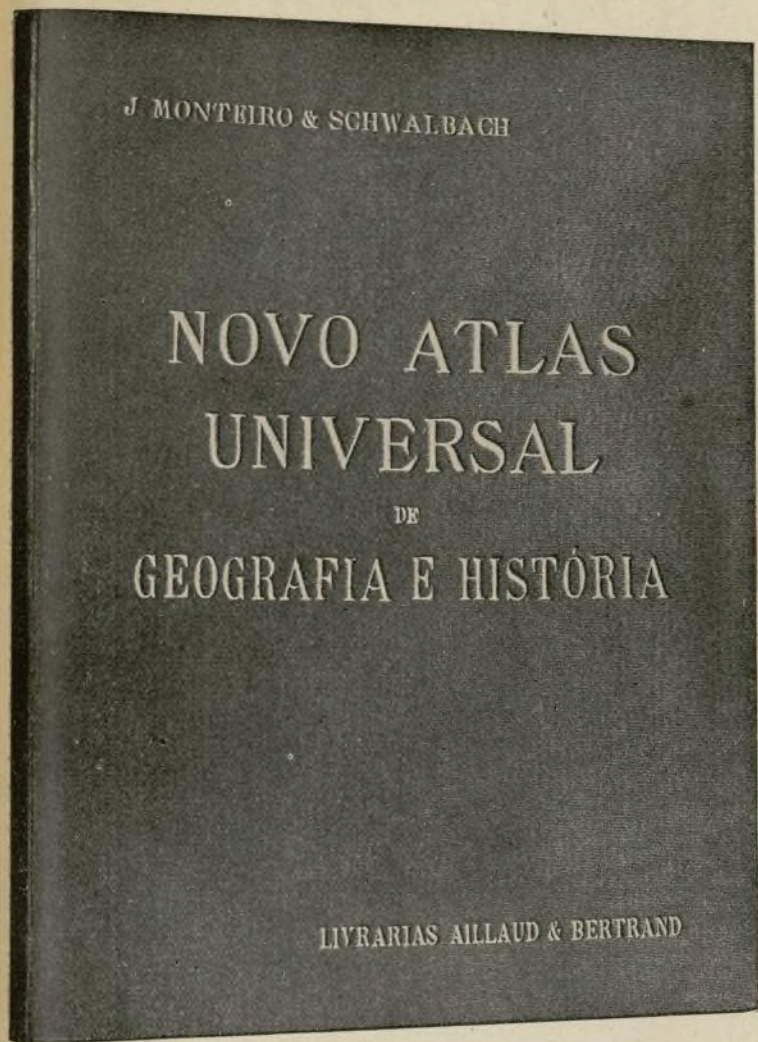 J MONTEIRO & SCHWALBACH
NOVO ATLAS
UNIVERSAL
DE
GEOGRAFIA E HISTÓRIA
LIVRARIAS AILLAUD & BERTRAND